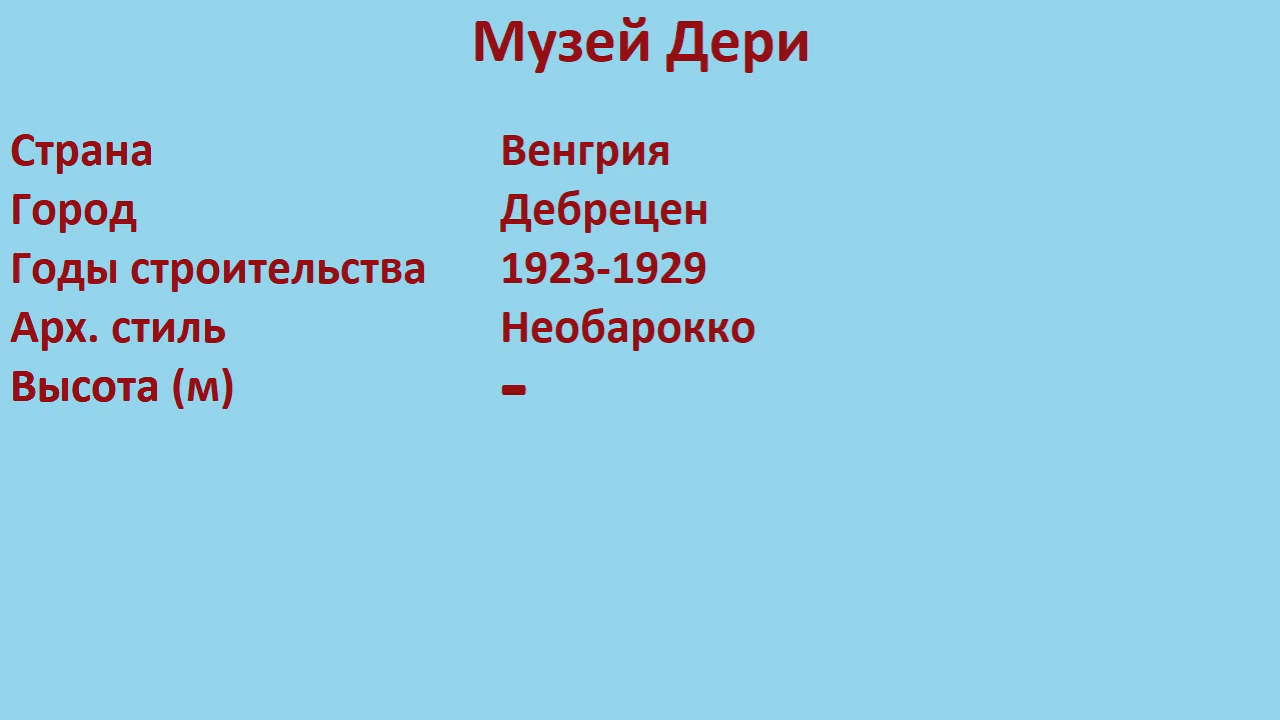 Музей Дери
Страна Венгрия
Город Дебрецен
Годы строительства 1923-1929
Арх. стиль Необарокко
Высота (м) -